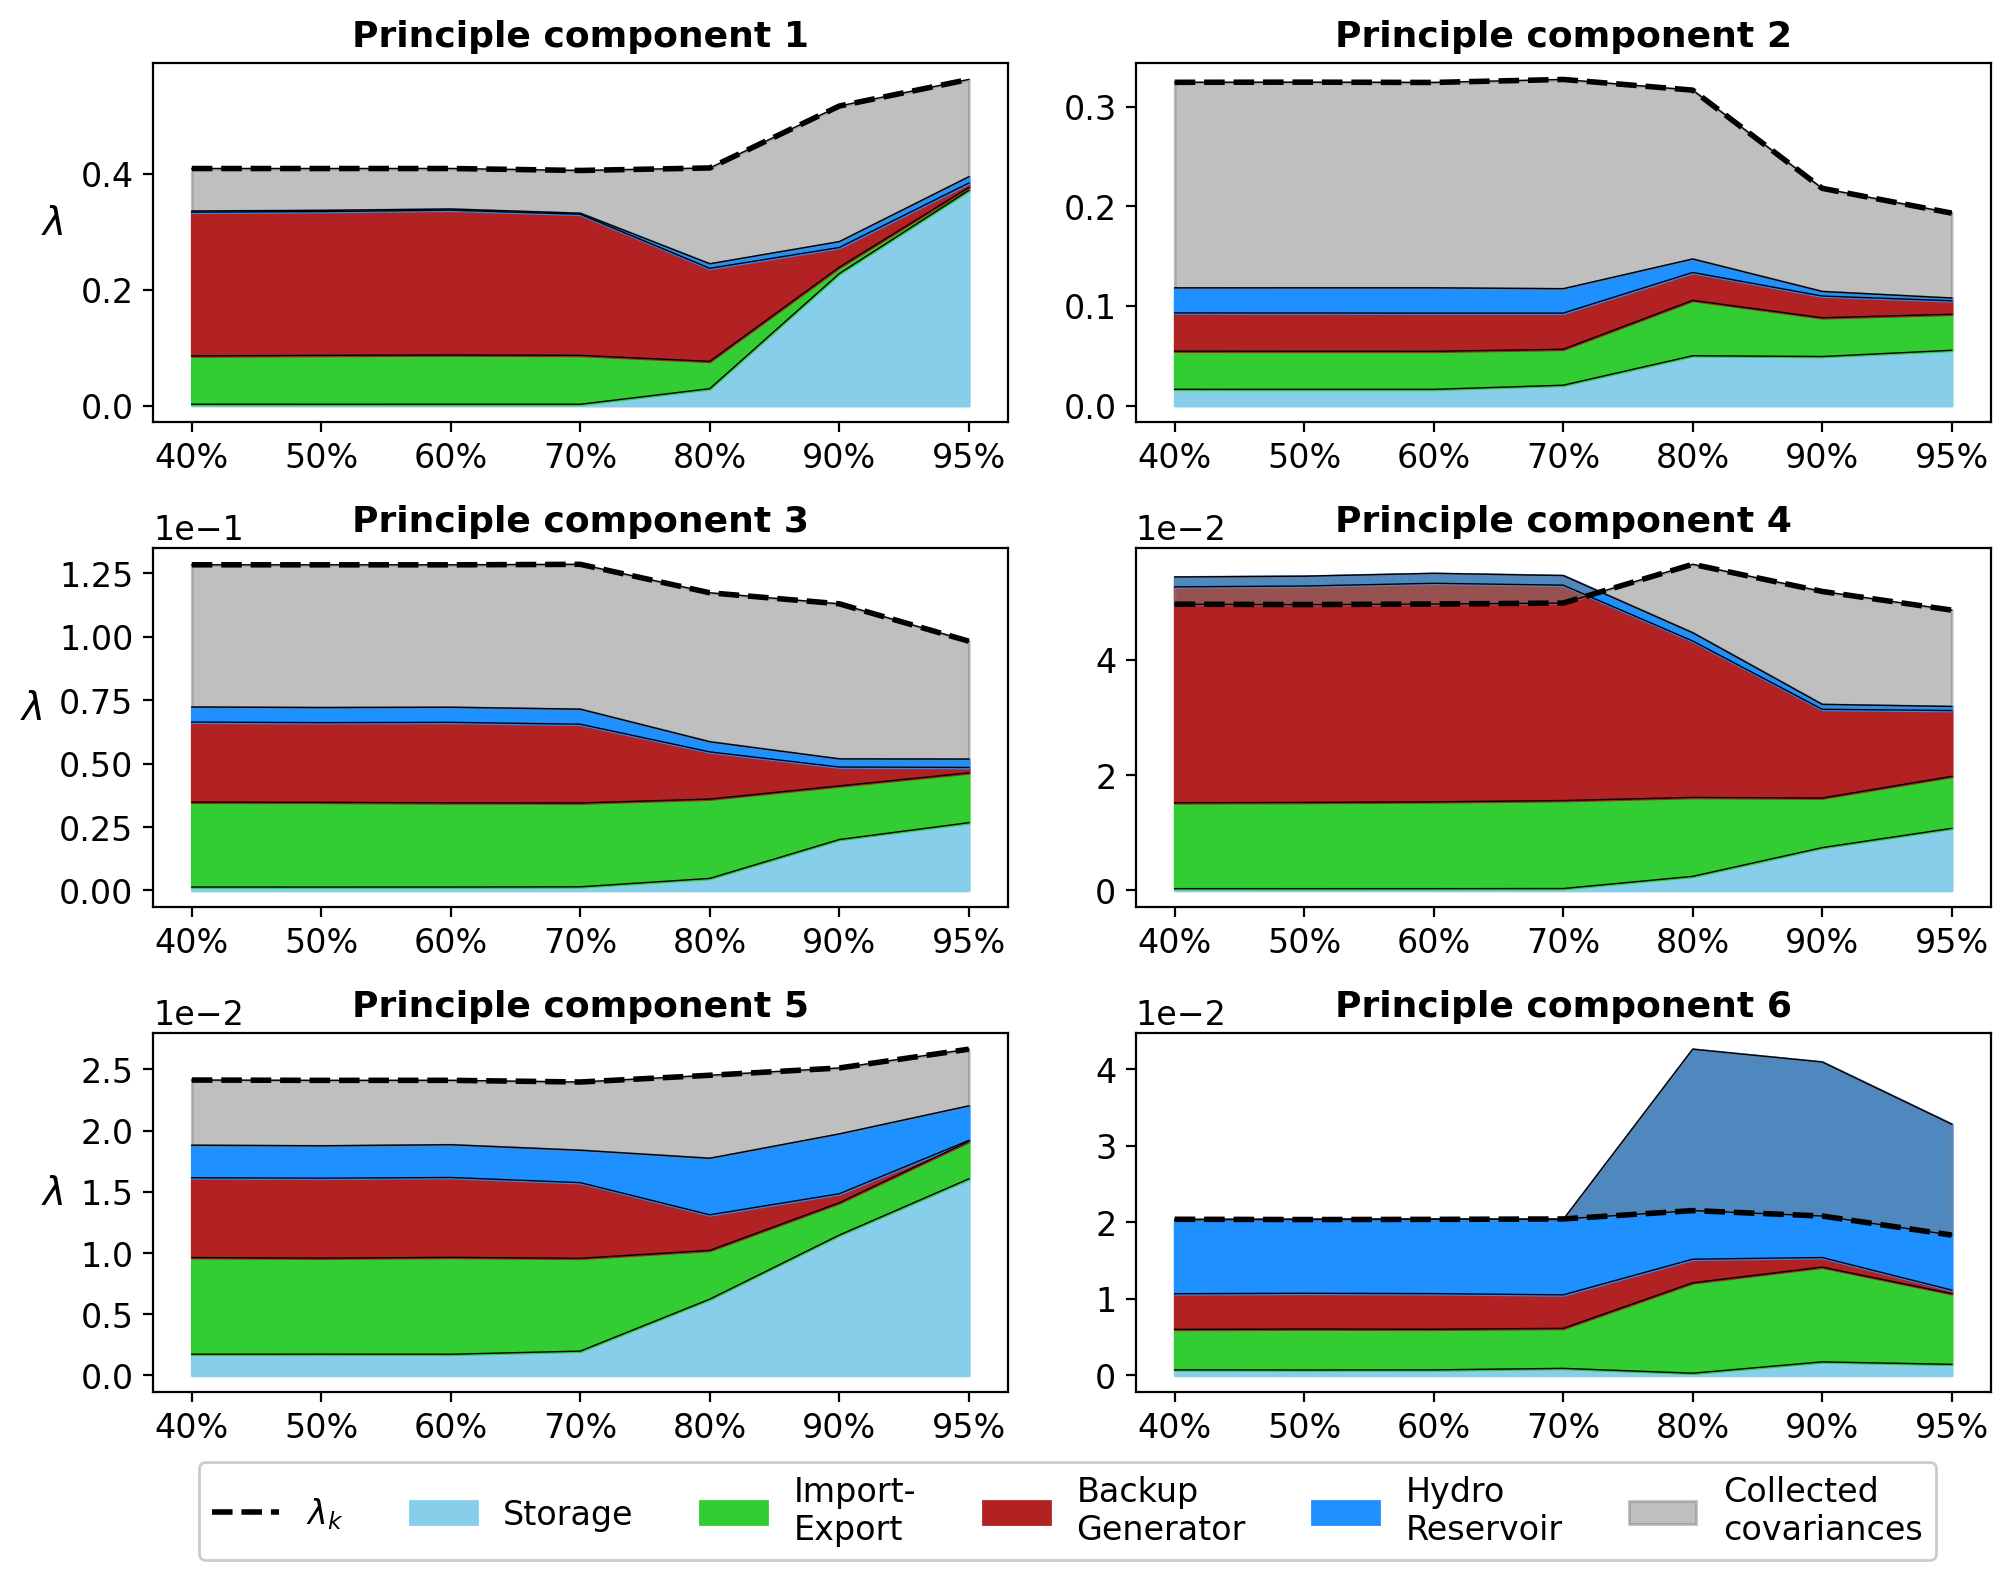 Principle component 1
λ
0.4
0.2
0.0
40% 50% 60% 70% 80% 90% 95%
Principle component 2
0.3
0.2
0.1
0.0
40% 50% 60% 70% 80% 90% 95%
Principle component 3
1e−1
λ
1.25
1.00
0.75
0.50
0.25
0.00
40% 50% 60% 70% 80% 90% 95%
Principle component 4
1e−2
4
2
0
40% 50% 60% 70% 80% 90% 95%
Principle component 5
1e−2
λ
2.5
2.0
1.5
1.0
0.5
0.0
40% 50% 60% 70% 80% 90% 95%
Principle component 6
1e−2
4
3
2
1
0
40% 50% 60% 70% 80% 90% 95%
λk
Storage
Import-
Export
Backup
Generator
Hydro
Reservoir
Collected
covariances